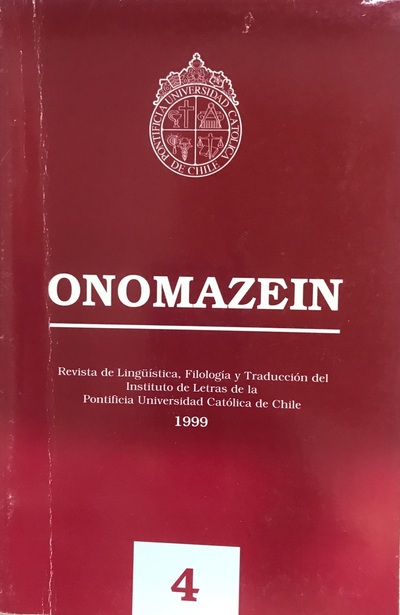 PONTIFICIA UNIVERSIDAD CATOLICA DE CHILE
ONOMAZEIN
Revista de Lingüística, Filología y Traducción del
Instituto de Letras de la
Pontificia Universidad Católica de Chile
1999
4